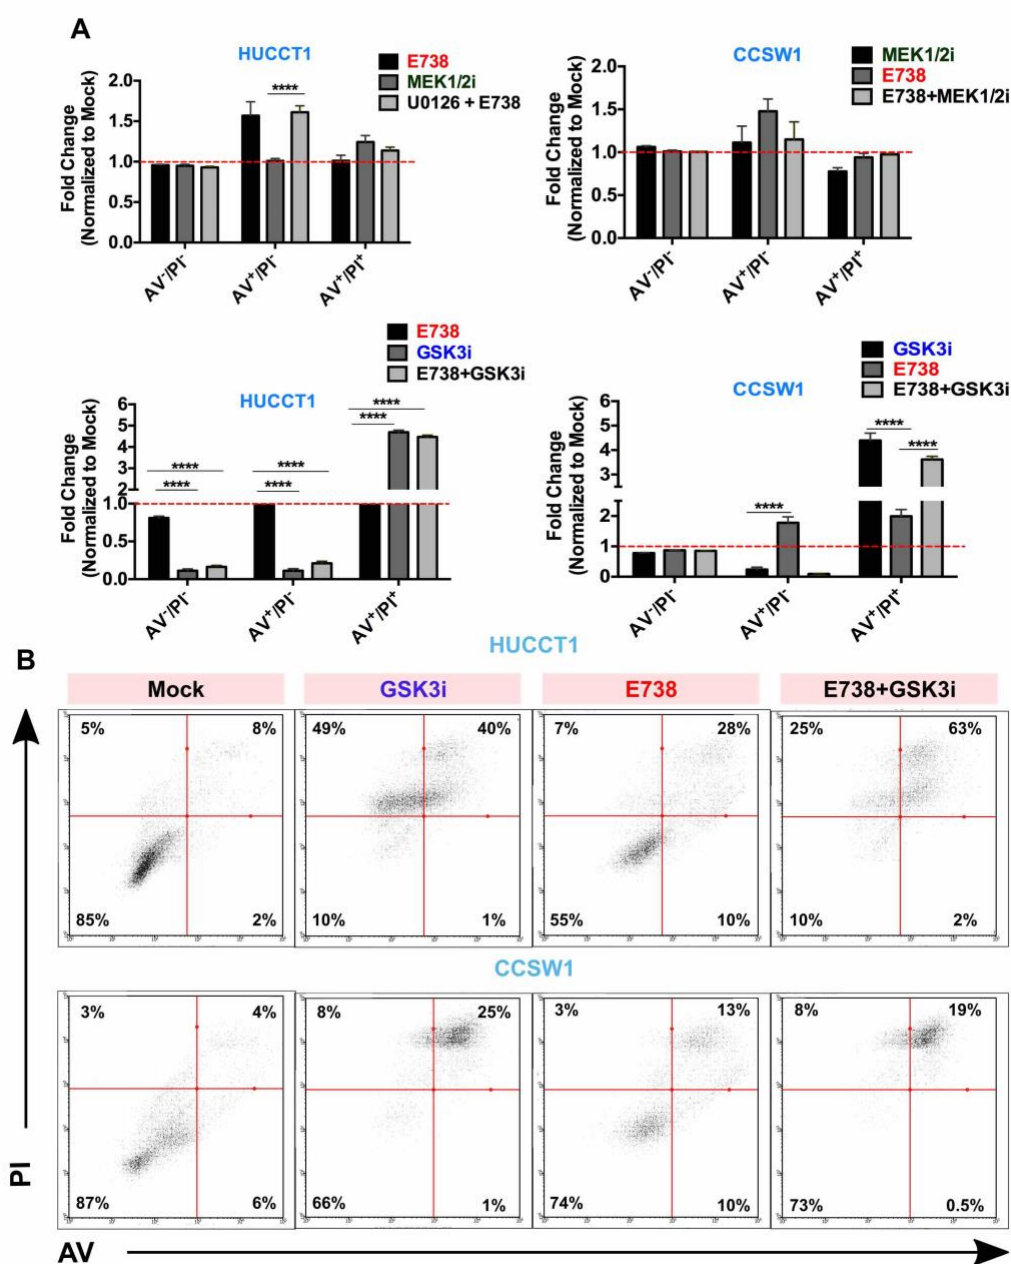 A
HUCCT1
E738
MEK1/2i
U0126 + E738
****
Fold Change
(Normalized to Mock)
2.0
1.5
1.0
0.5
0.0
AV⁻/PI⁻
AV⁺/PI⁻
AV⁺/PI⁺
CCSW1
MEK1/2i
E738
E738+MEK1/2i
Fold Change
(Normalized to Mock)
2.0
1.5
1.0
0.5
0.0
AV⁻/PI⁻
AV⁺/PI⁻
AV⁺/PI⁺
HUCCT1
E738
GSK3i
E738+GSK3i
Fold Change
(Normalized to Mock)
6
5
4
3
2
1.0
0.5
0.0
****
****
****
****
****
****
AV⁻/PI⁻
AV⁺/PI⁻
AV⁺/PI⁺
CCSW1
GSK3i
E738
E738+GSK3i
Fold Change
(Normalized to Mock)
6
5
4
3
2
1
0
****
****
****
AV⁻/PI⁻
AV⁺/PI⁻
AV⁺/PI⁺
B
HUCCT1
Mock GSK3i E738 E738+GSK3i
5% 8% 49% 40% 7% 28% 25% 63%
85% 2% 10% 1% 55% 10% 10% 2%
CCSW1
3% 4% 8% 25% 3% 13% 8% 19%
87% 6% 66% 1% 74% 10% 73% 0.5%
PI
AV